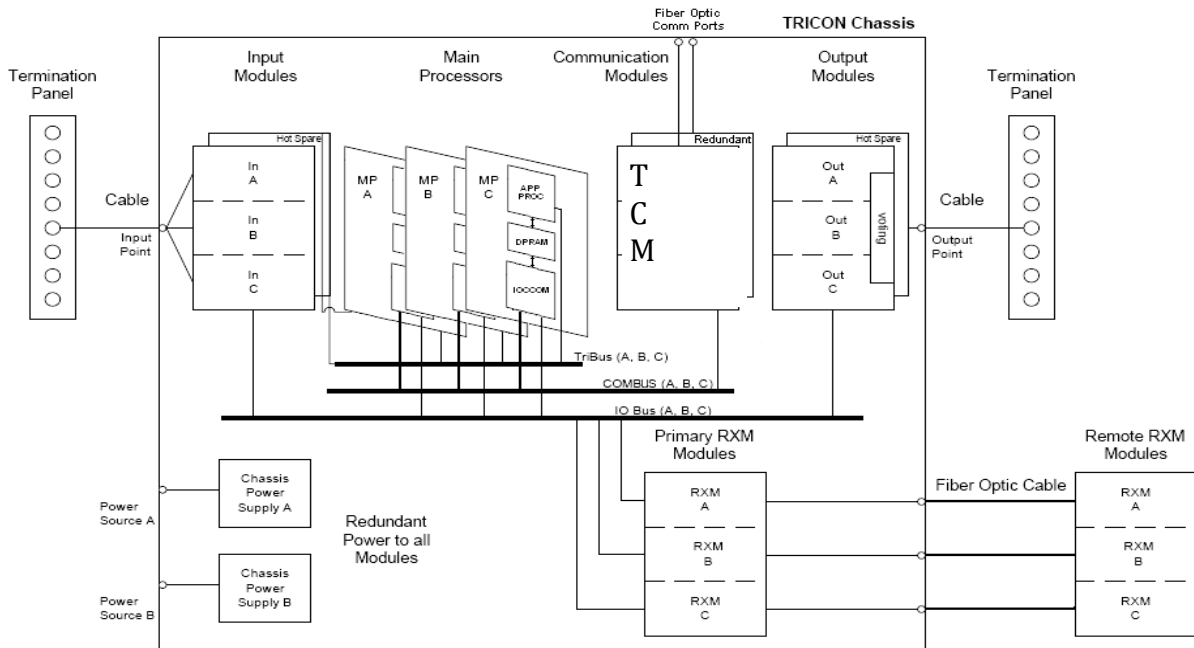 Fiber Optic
Comm Ports
TRICON Chassis
Input
Modules
Main
Processors
Communication
Modules
Output
Modules
Termination
Panel
Termination
Panel
Hot Spare
Redundant
Hot Spare
In
A
In
B
In
C
MP
A
MP
B
MP
C
APP
PROC
DPRAM
IOCCOM
T
C
M
Out
A
Out
B
Out
C
voting
Cable
Input
Point
Cable
Output
Point
TriBus (A, B, C)
COMBUS (A, B, C)
IO Bus (A, B, C)
Primary RXM
Modules
Remote RXM
Modules
Chassis
Power
Supply A
Power
Source A
Redundant
Power to all
Modules
Chassis
Power
Supply B
Power
Source B
RXM
A
RXM
B
RXM
C
Fiber Optic Cable
RXM
A
RXM
B
RXM
C